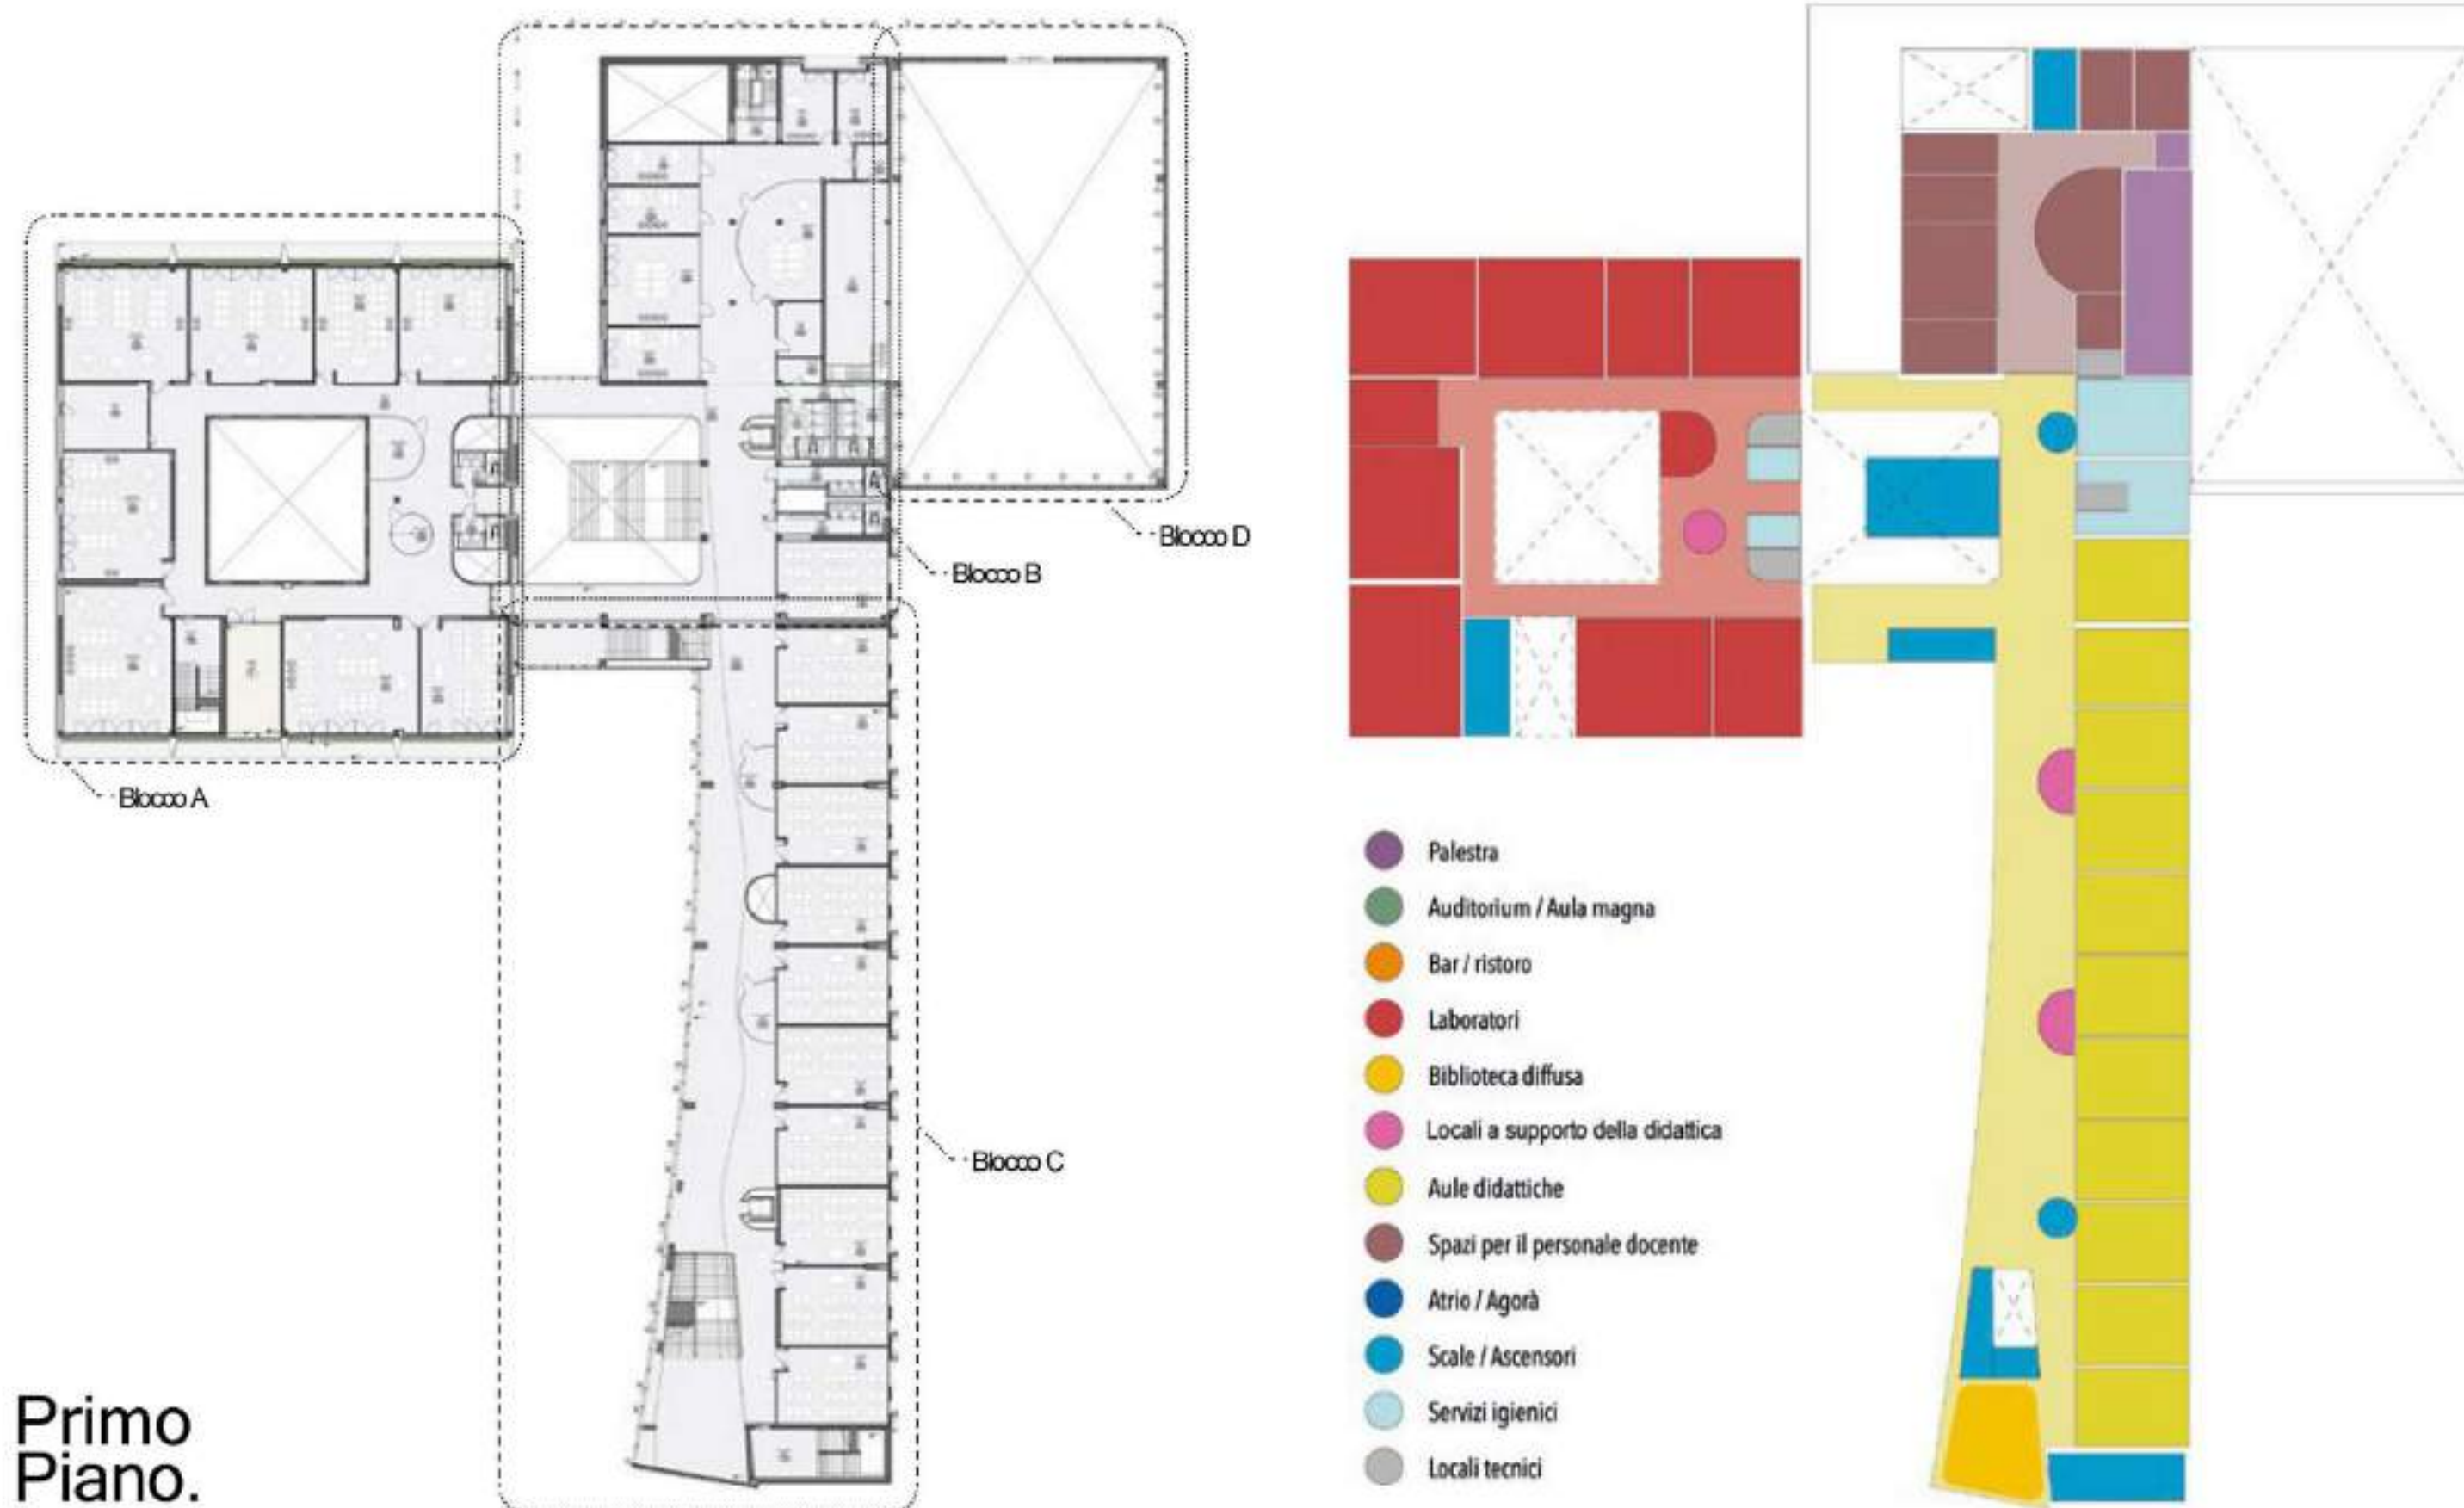 Blocco D
Blocco B
Blocco A
Blocco C
Primo
Piano.
Palestra
Auditorium / Aula magna
Bar / ristoro
Laboratori
Biblioteca diffusa
Locali a supporto della didattica
Aule didattiche
Spazi per il personale docente
Atrio / Agorà
Scale / Ascensori
Servizi igienici
Locali tecnici